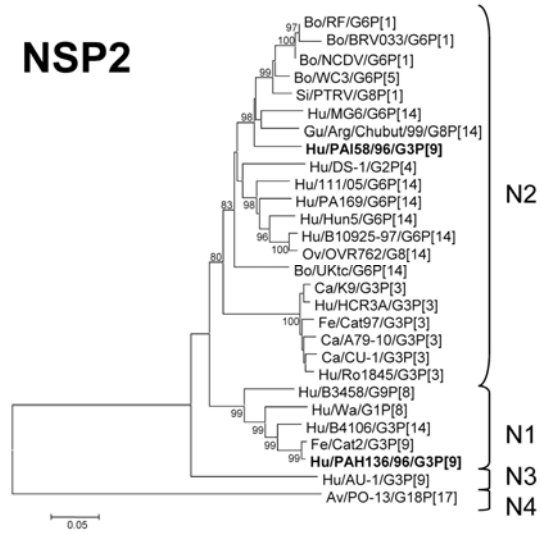 NSP2
97
Bo/RF/G6P[1]
100
Bo/BRV033/G6P[1]
Bo/NCDV/G6P[1]
99
Bo/WC3/G6P[5]
Si/PTRV/G8P[1]
98
Hu/MG6/G6P[14]
Gu/Arg/Chubut/99/G8P[14]
Hu/PAI58/96/G3P[9]
Hu/DS-1/G2P[4]
Hu/111/05/G6P[14]
98
Hu/PA169/G6P[14]
83
Hu/Hun5/G6P[14]
96
Hu/B10925-97/G6P[14]
100
Ov/OVR762/G8[14]
80
Bo/UKtc/G6P[14]
Ca/K9/G3P[3]
Hu/HCR3A/G3P[3]
100
Fe/Cat97/G3P[3]
Ca/A79-10/G3P[3]
Ca/CU-1/G3P[3]
Hu/Ro1845/G3P[3]
N2
Hu/B3458/G9P[8]
99
Hu/Wa/G1P[8]
99
Hu/B4106/G3P[14]
99
Fe/Cat2/G3P[9]
99
Hu/PAH136/96/G3P[9]
N1
Hu/AU-1/G3P[9]
N3
Av/PO-13/G18P[17]
N4
0.05